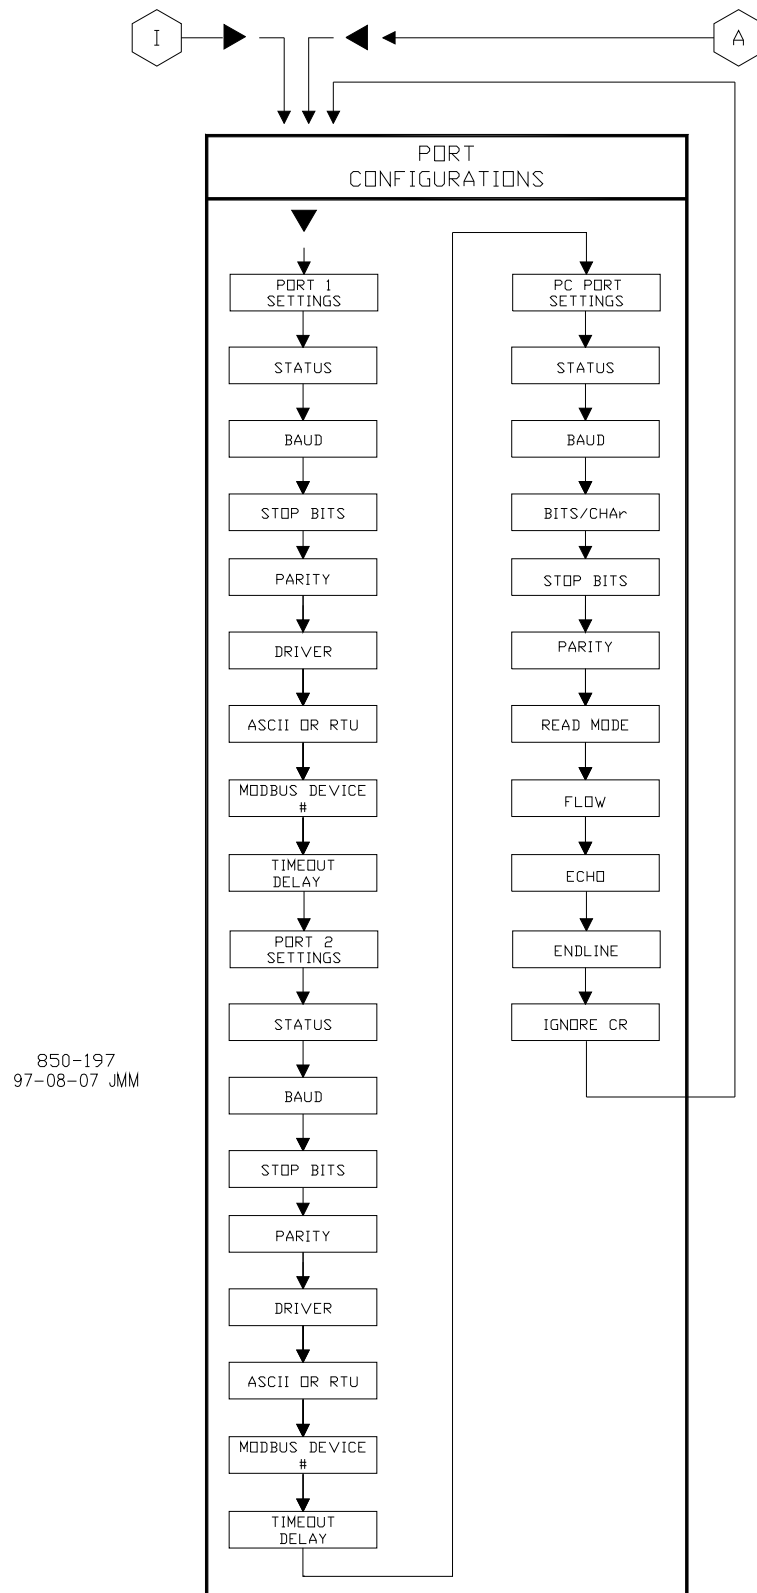 I
A
PORT
CONFIGURATIONS
PORT 1
SETTINGS
STATUS
BAUD
STOP BITS
PARITY
DRIVER
ASCII OR RTU
MODBUS DEVICE
#
TIMEOUT
DELAY
PORT 2
SETTINGS
STATUS
BAUD
STOP BITS
PARITY
DRIVER
ASCII OR RTU
MODBUS DEVICE
#
TIMEOUT
DELAY
PC PORT
SETTINGS
STATUS
BAUD
BITS/CHAr
STOP BITS
PARITY
READ MODE
FLOW
ECHO
ENDLINE
IGNORE CR
850-197
97-08-07 JMM